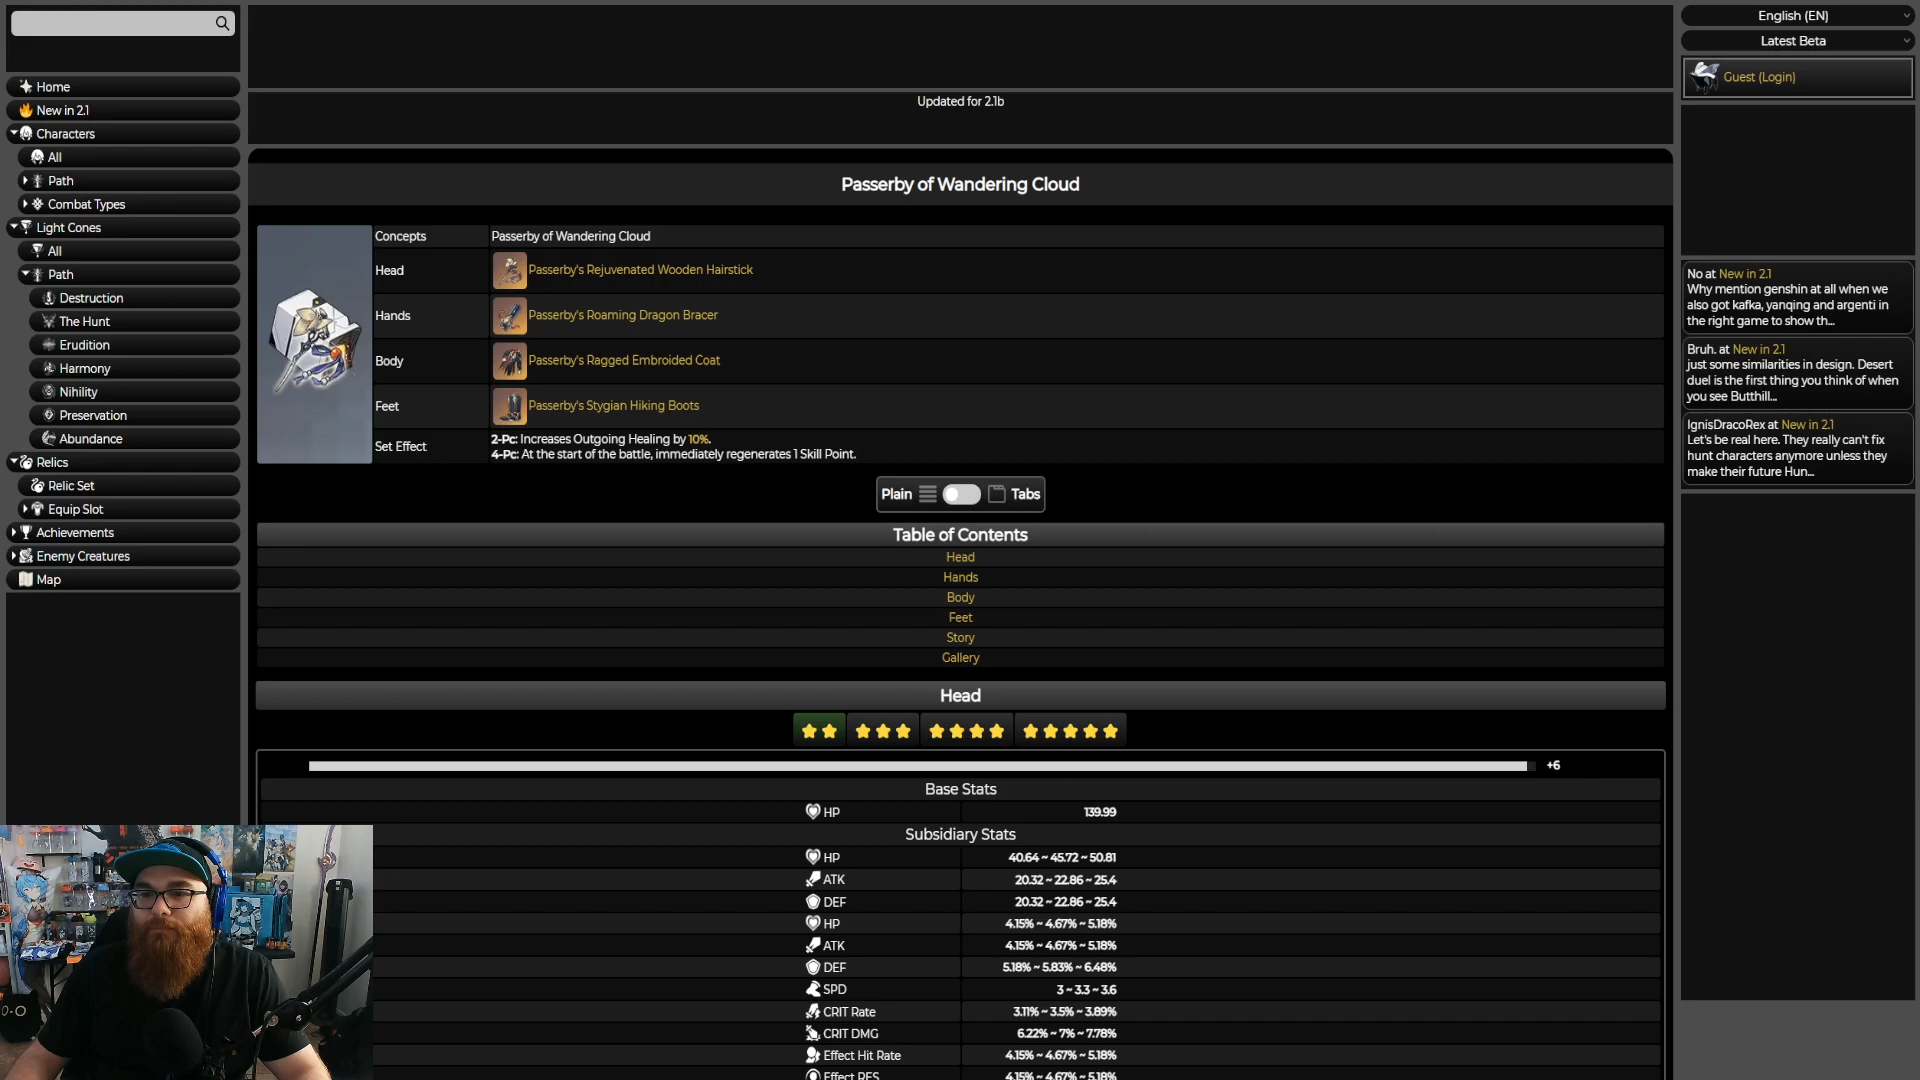 Home
New in 2.1
Characters
All
Path
Combat Types
Light Cones
All
Path
Destruction
The Hunt
Erudition
Harmony
Nihility
Preservation
Abundance
Relics
Relic Set
Equip Slot
Achievements
Enemy Creatures
Map
Updated for 2.1b
Passerby of Wandering Cloud
Concepts Passerby of Wandering Cloud
Head Passerby's Rejuvenated Wooden Hairstick
Hands Passerby's Roaming Dragon Bracer
Body Passerby's Ragged Embroided Coat
Feet Passerby's Stygian Hiking Boots
Set Effect 2-Pc: Increases Outgoing Healing by 10%.
4-Pc: At the start of the battle, immediately regenerates 1 Skill Point.
Plain Tabs
Table of Contents
Head
Hands
Body
Feet
Story
Gallery
Head
+6
Base Stats
HP 139.99
Subsidiary Stats
HP 40.64 ~ 45.72 ~ 50.81
ATK 20.32 ~ 22.86 ~ 25.4
DEF 20.32 ~ 22.86 ~ 25.4
HP 4.15% ~ 4.67% ~ 5.18%
ATK 4.15% ~ 4.67% ~ 5.18%
DEF 5.18% ~ 5.83% ~ 6.48%
SPD 3 ~ 3.3 ~ 3.6
CRIT Rate 3.11% ~ 3.5% ~ 3.89%
CRIT DMG 6.22% ~ 7% ~ 7.78%
Effect Hit Rate 4.15% ~ 4.67% ~ 5.18%
Effect RES 4.15% ~ 4.67% ~ 5.18%
English (EN)
Latest Beta
Guest (Login)
No at New in 2.1
Why mention genshin at all when we
also got kafka, yanqing and argenti in
the right game to show th...
Bruh. at New in 2.1
just some similarities in design. Desert
duel is the first thing you think of when
you see Butthill...
IgnisDracoRex at New in 2.1
Let's be real here. They really can't fix
hunt characters anymore unless they
make their future Hun...